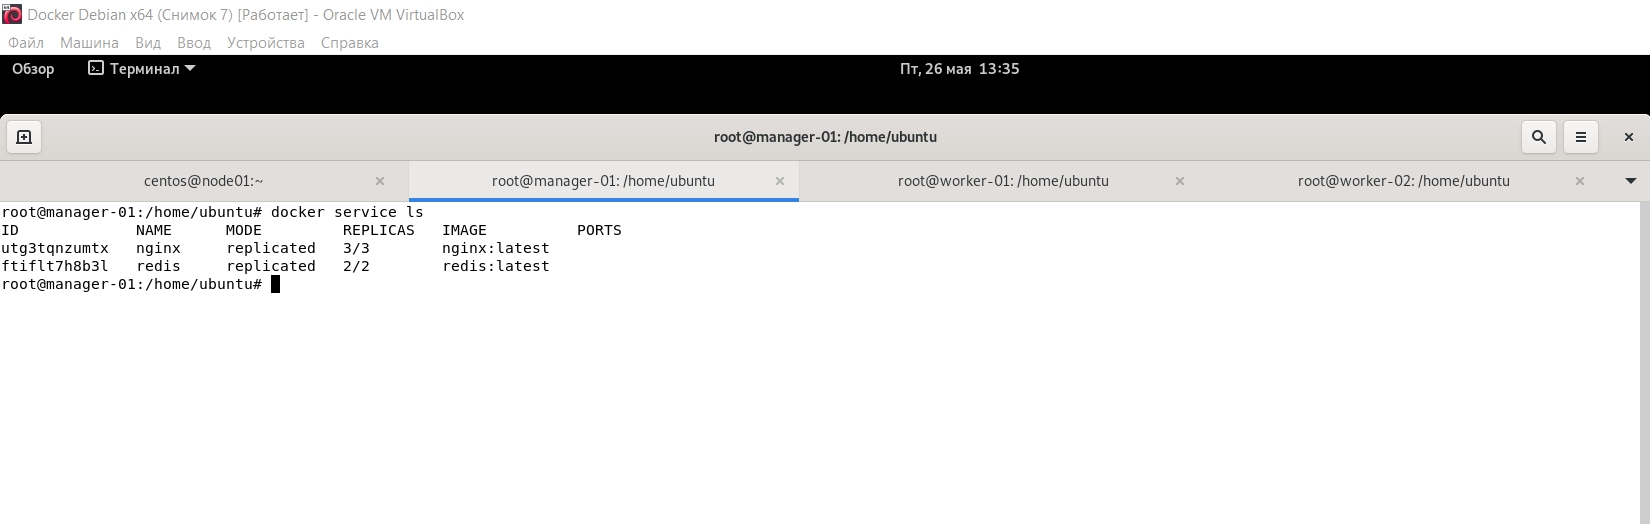 Docker Debian x64 (Снимок 7) [Работает] - Oracle VM VirtualBox
Файл Машина Вид Ввод Устройства Справка
Обзор Терминал Пт, 26 мая 13:35
root@manager-01: /home/ubuntu
centos@node01:~ root@manager-01: /home/ubuntu root@worker-01: /home/ubuntu root@worker-02: /home/ubuntu
root@manager-01:/home/ubuntu# docker service ls
ID NAME MODE REPLICAS IMAGE PORTS
utg3tqnzumtx nginx replicated 3/3 nginx:latest
ftiflt7h8b3l redis replicated 2/2 redis:latest
root@manager-01:/home/ubuntu#